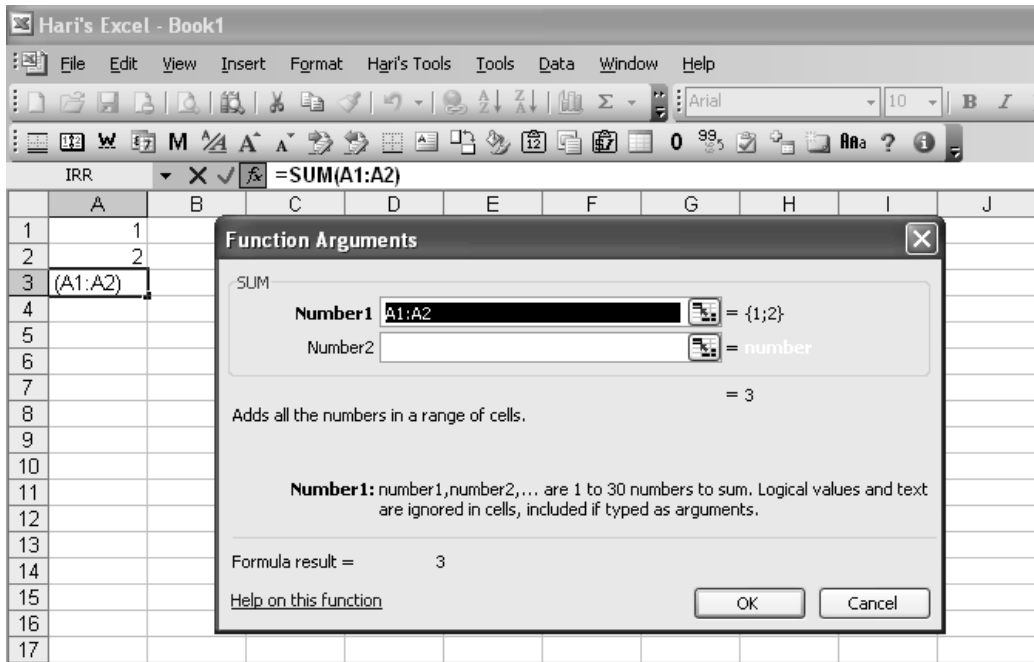 Hari's Excel - Book1
File Edit View Insert Format Hari's Tools Tools Data Window Help
Σ Arial 10 B I
W M A A 0 99 5 AAa ?
IRR =SUM(A1:A2)
A B C D E F G H I J
1 1
2 2
3 (A1:A2)
4
5
6
7
8
9
10
11
12
13
14
15
16
17
Function Arguments
SUM
Number1 A1:A2 = {1;2}
Number2 = number
= 3
Adds all the numbers in a range of cells.
Number1: number1,number2,... are 1 to 30 numbers to sum. Logical values and text
are ignored in cells, included if typed as arguments.
Formula result = 3
Help on this function OK Cancel